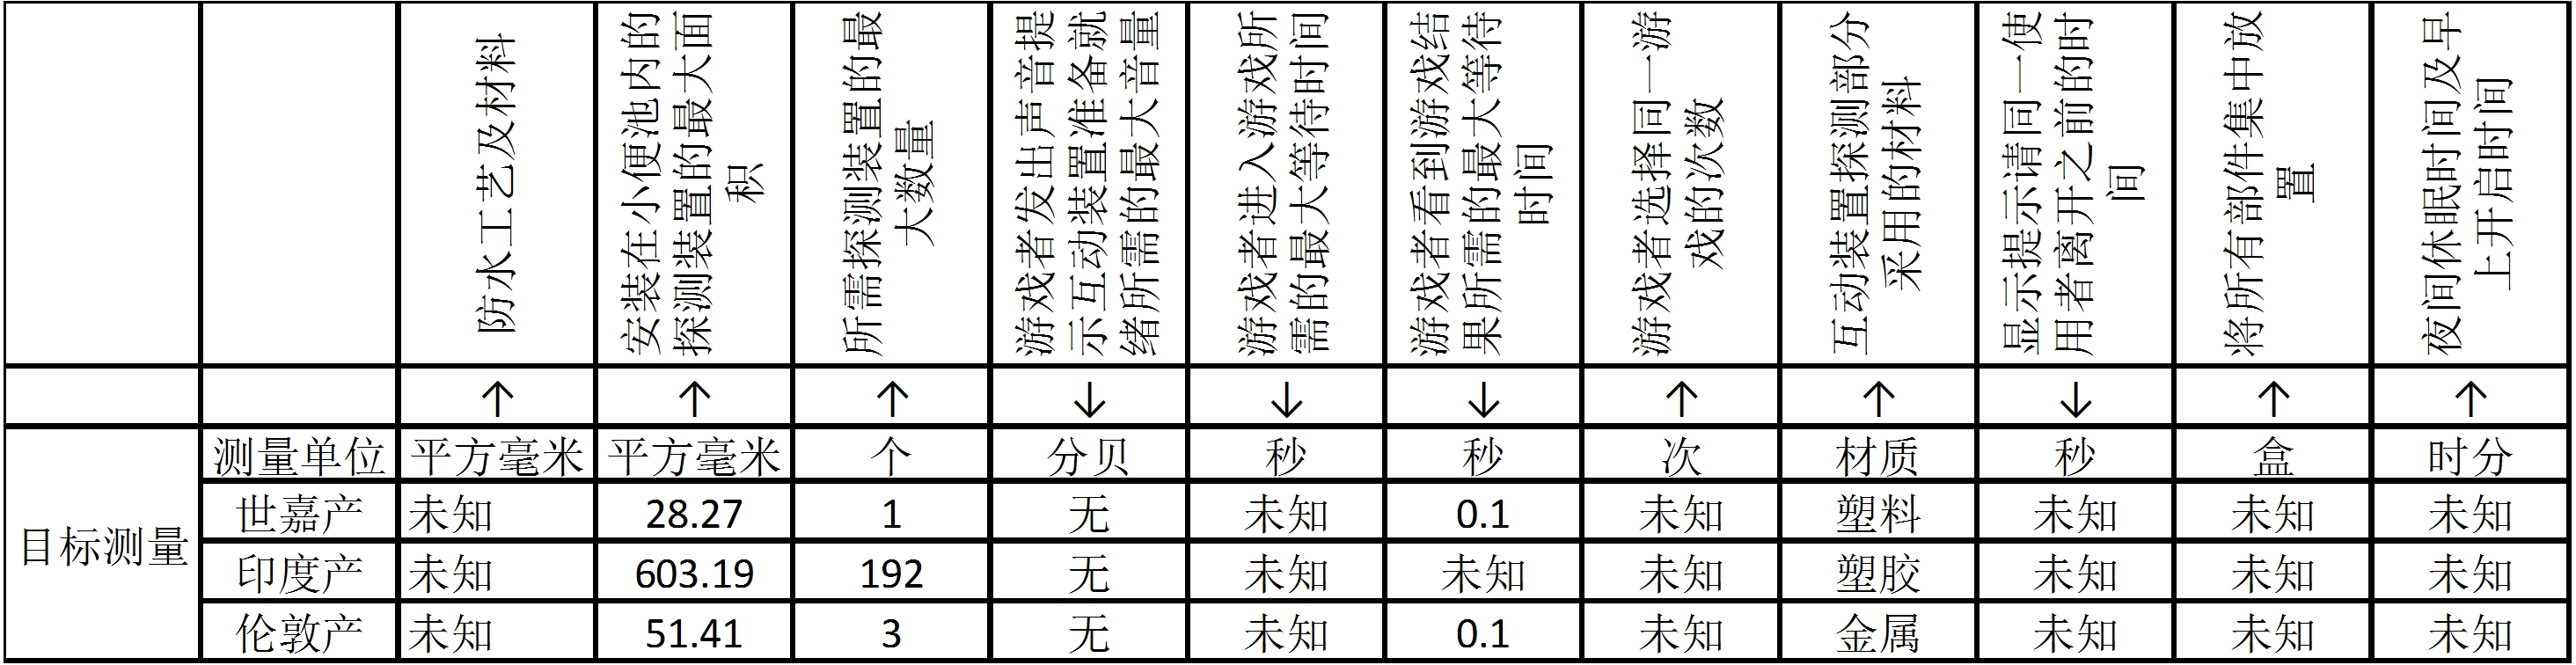 防水工艺及材料
安装在小便池内的
探测装置的最大面
积
所需探测装置的最
大数量
游戏者发出声音提
示互动装置准备就
绪所需的最大音量
游戏者进入游戏所
需的最大等待时间
游戏者看到游戏结
果所需的最大等待
时间
游戏者选择同一游
戏的次数
互动装置探测部分
采用的材料
显示提示请同一使
用者离开之前的时
间
将所有部件集中放
置
夜间休眠时间及早
上开启时间
↑ ↑ ↑ ↓ ↓ ↓ ↑ ↑ ↓ ↑ ↑
目标测量
测量单位 平方毫米 平方毫米 个 分贝 秒 秒 次 材质 秒 盒 时分
世嘉产 未知 28.27 1 无 未知 0.1 未知 塑料 未知 未知 未知
印度产 未知 603.19 192 无 未知 未知 未知 塑胶 未知 未知 未知
伦敦产 未知 51.41 3 无 未知 0.1 未知 金属 未知 未知 未知